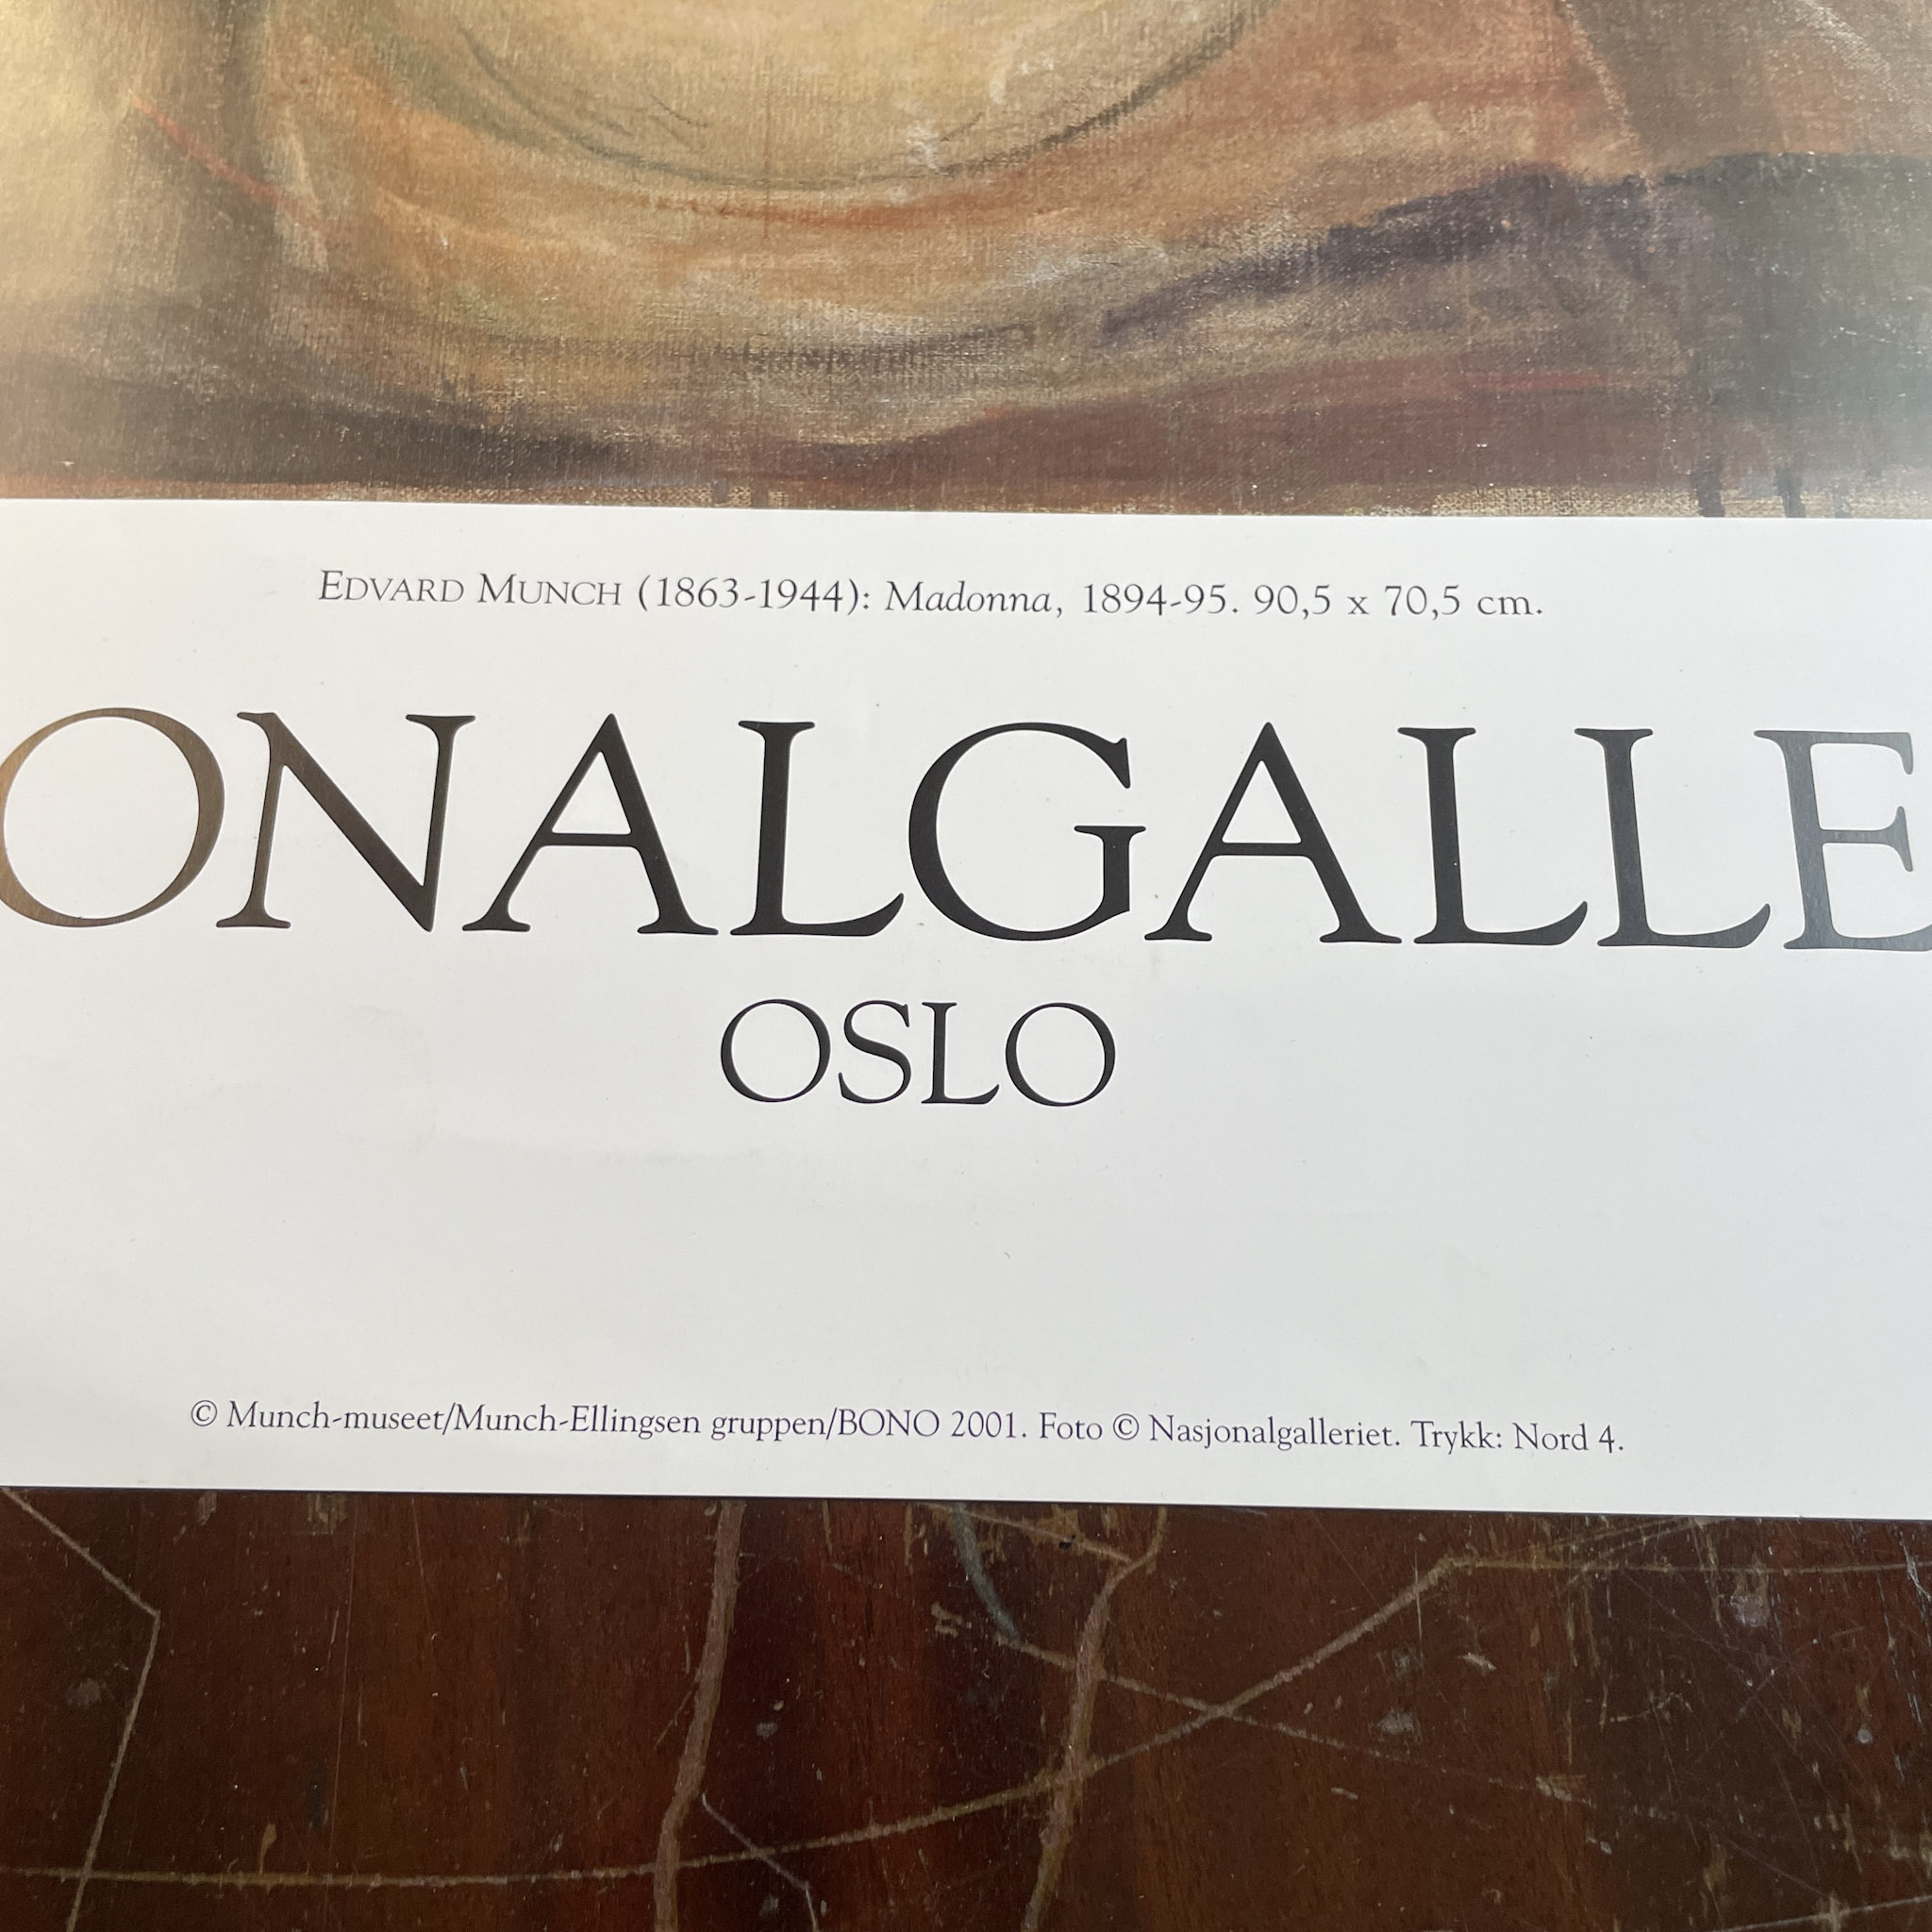 EDVARD MUNCH (1863-1944): Madonna, 1894-95. 90,5 x 70,5 cm.
ONALGALLE
OSLO
© Munch-museet/Munch-Ellingsen gruppen/BONO 2001. Foto © Nasjonalgalleriet. Trykk: Nord 4.